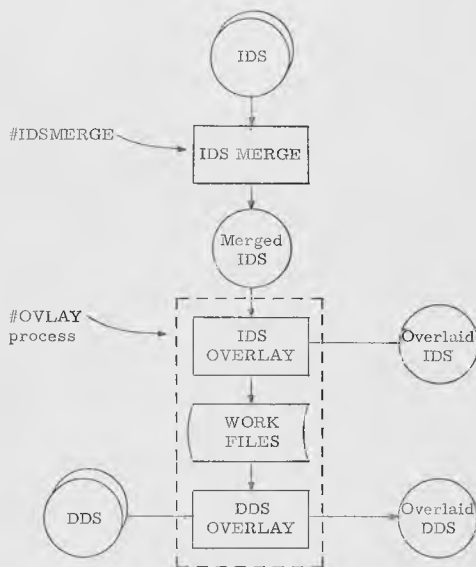 IDS
#IDSMERGE
IDS MERGE
Merged
IDS
#OVLAY
process
IDS
OVERLAY
Overlaid
IDS
WORK
FILES
DDS
DDS
OVERLAY
Overlaid
DDS